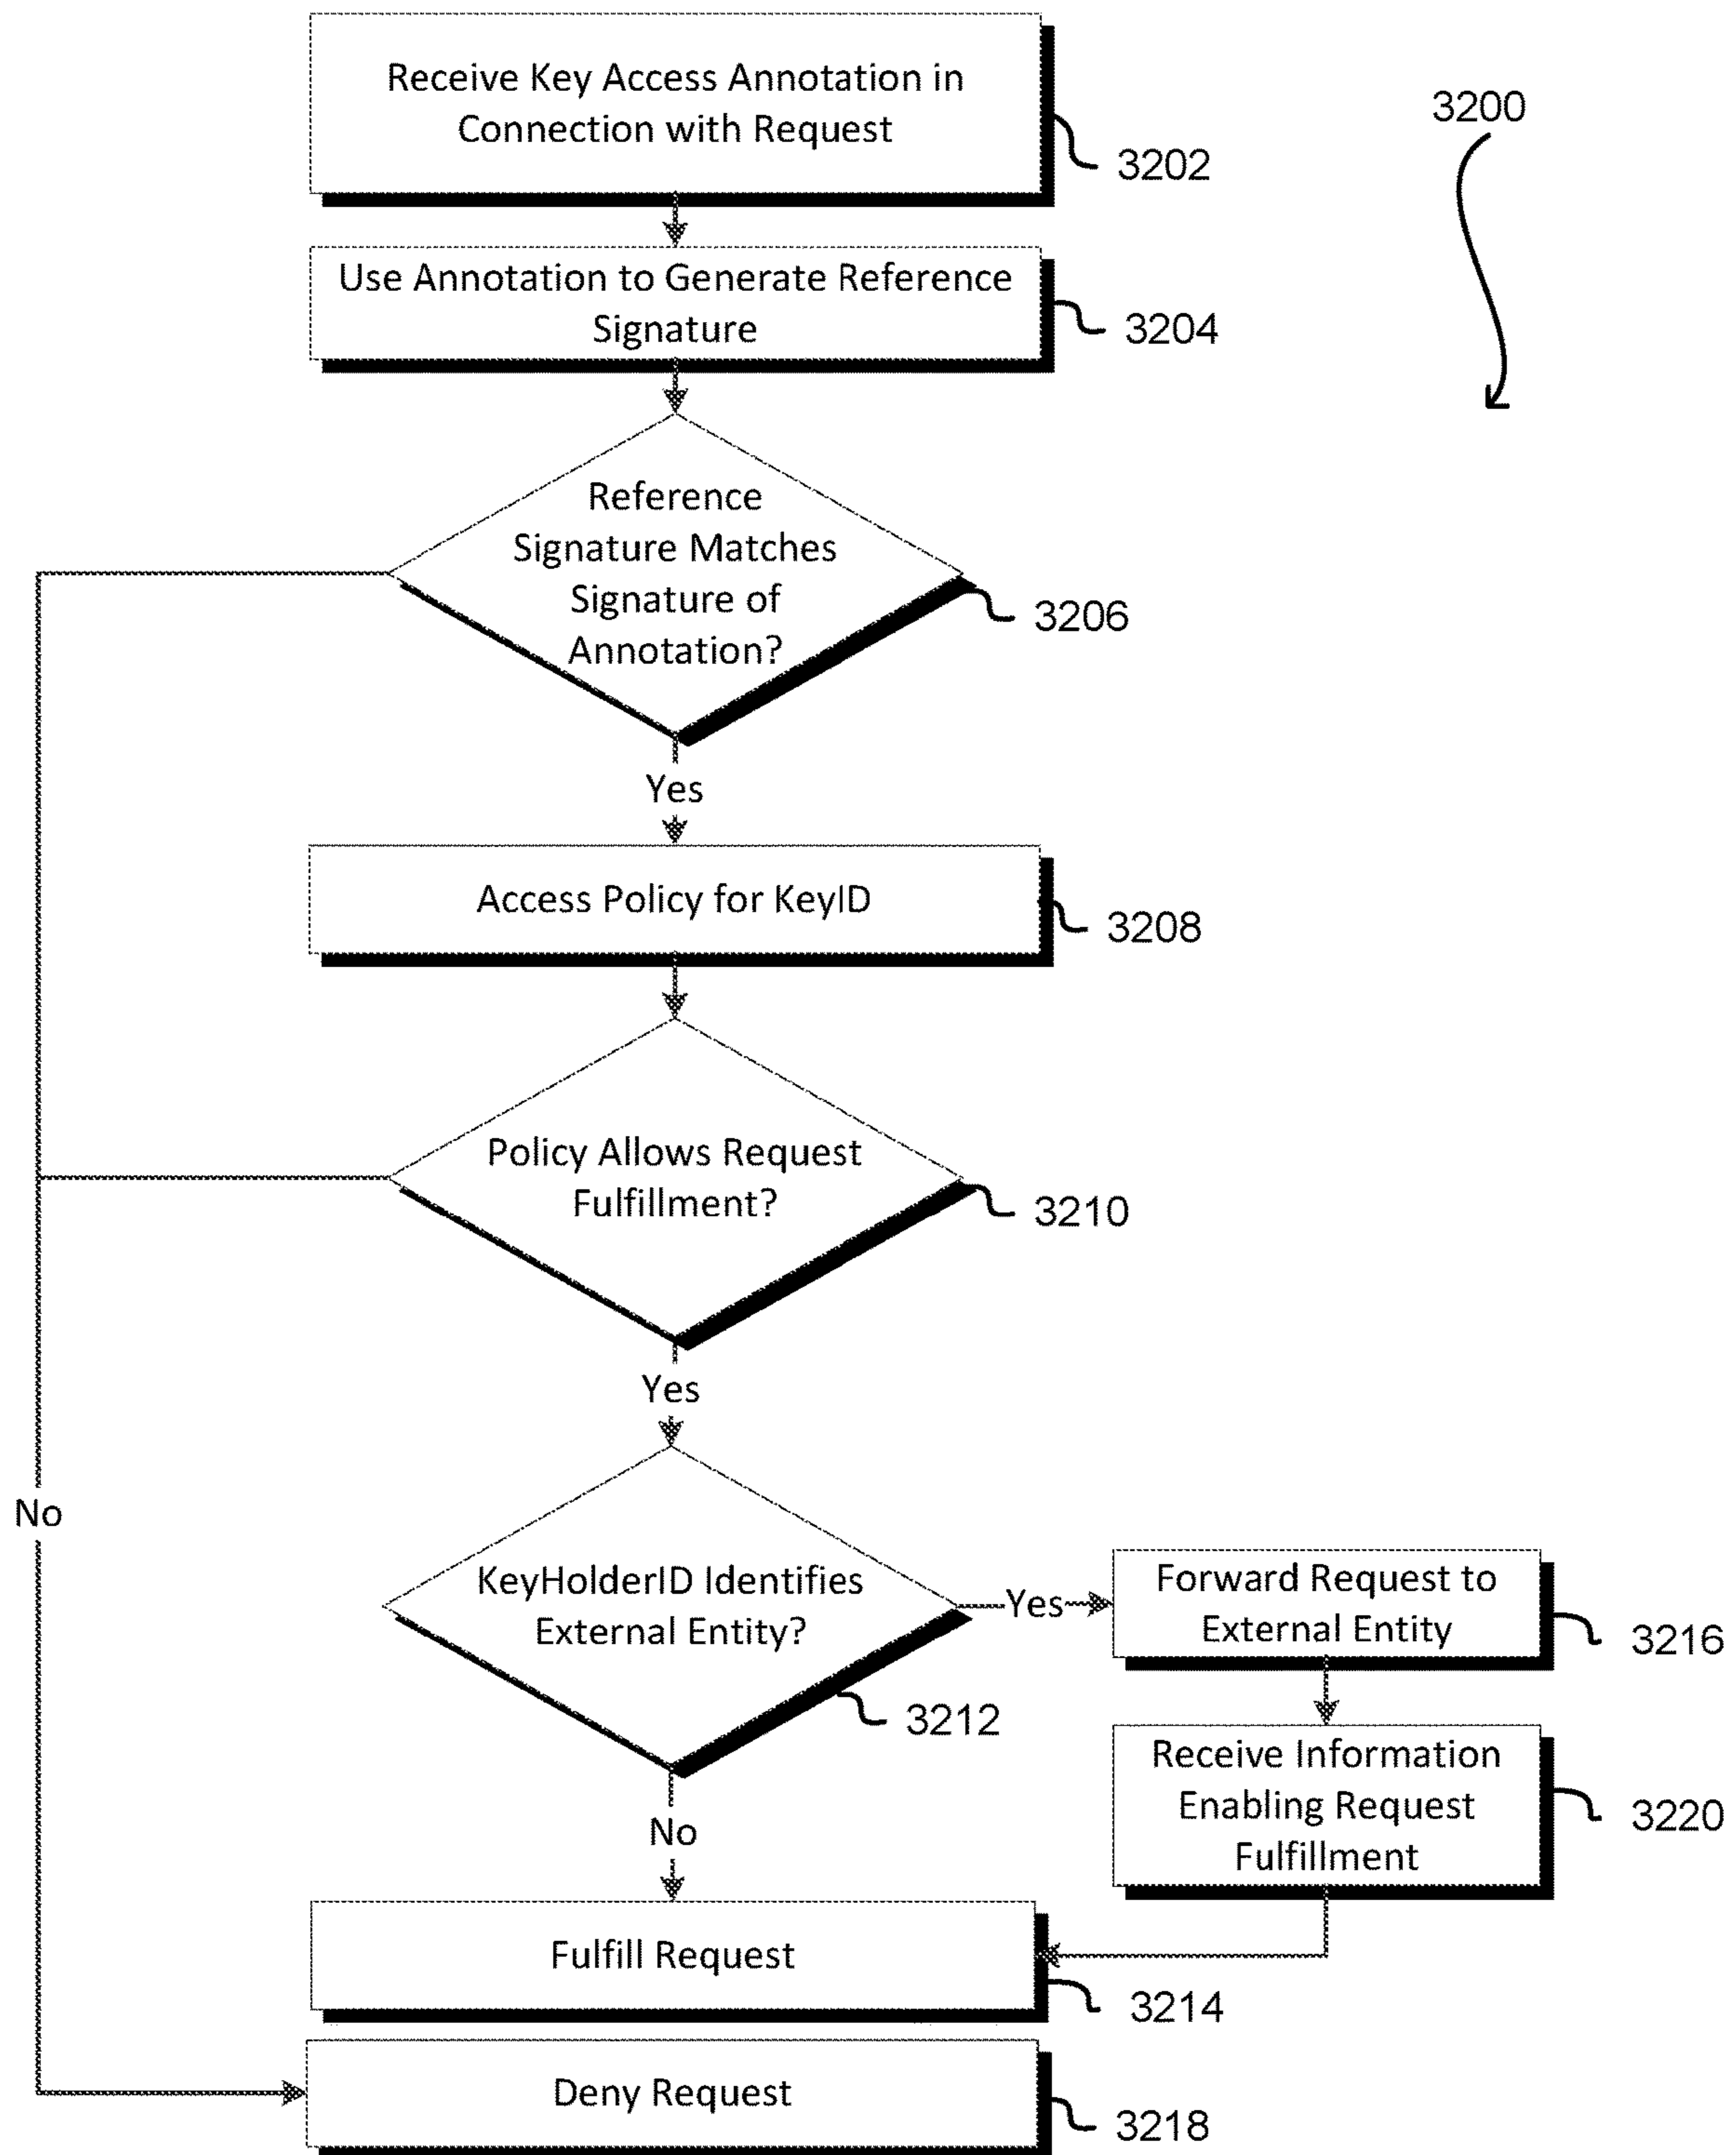 Receive Key Access Annotation in
Connection with Request
3202
3200
Use Annotation to Generate Reference
Signature
3204
Reference
Signature Matches
Signature of
Annotation?
3206
Yes
Access Policy for KeyID
3208
Policy Allows Request
Fulfillment?
3210
Yes
No
KeyHolderID Identifies
External Entity?
3212
Yes
Forward Request to
External Entity
3216
No
Receive Information
Enabling Request
Fulfillment
3220
Fulfill Request
3214
Deny Request
3218